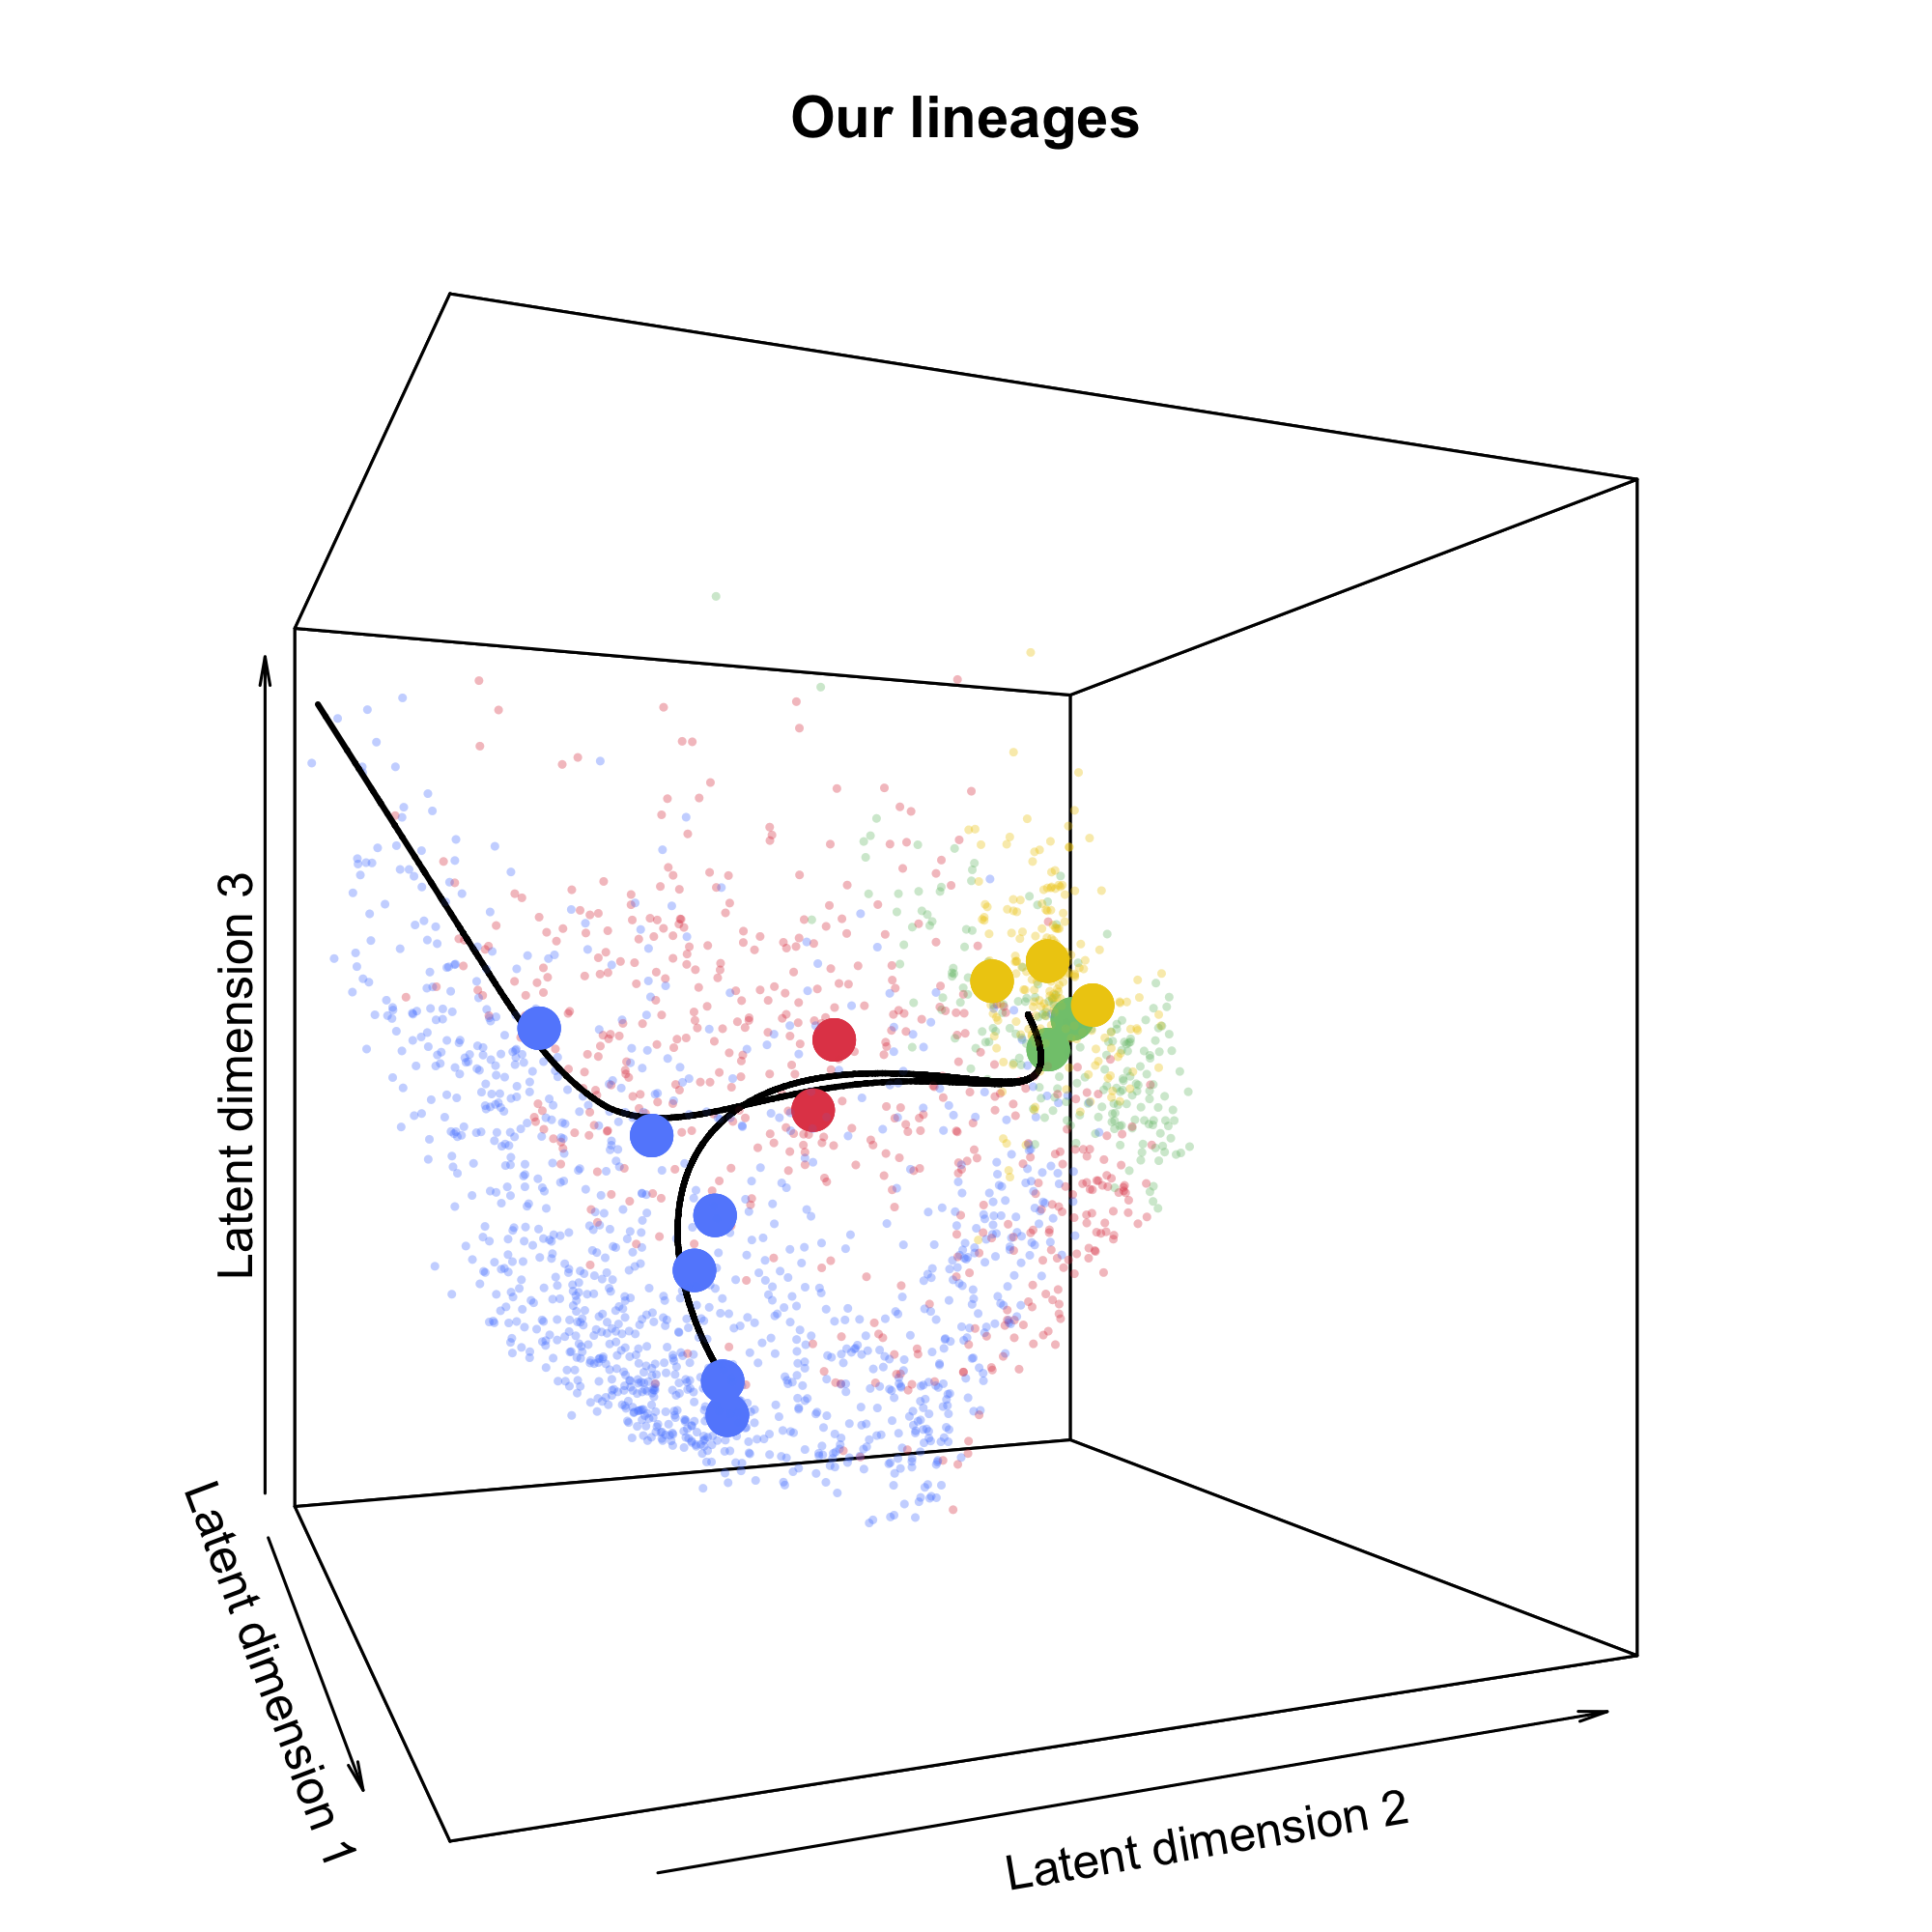 Our lineages
Latent dimension 3
Latent dimension 1
Latent dimension 2